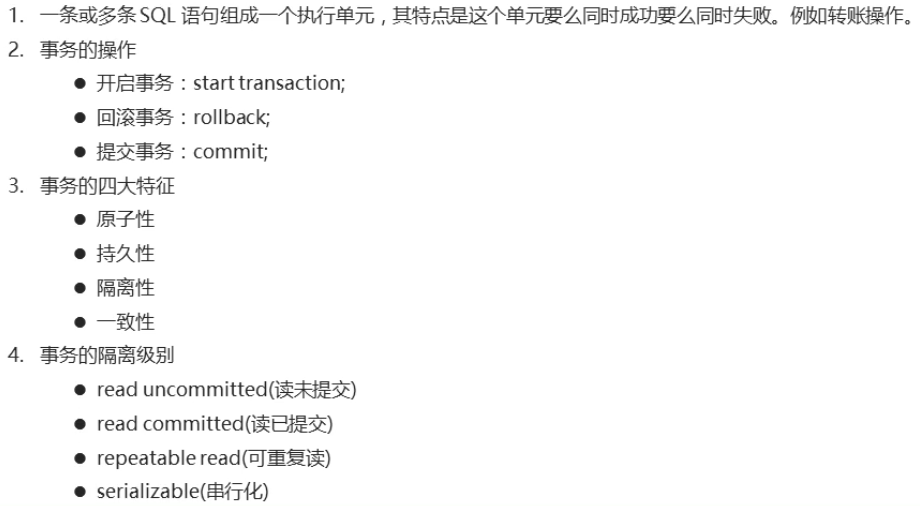 1. 一条或多条 SQL 语句组成一个执行单元，其特点是这个单元要么同时成功要么同时失败。例如转账操作。
2. 事务的操作
● 开启事务：start transaction;
● 回滚事务：rollback;
● 提交事务：commit;
3. 事务的四大特征
● 原子性
● 持久性
● 隔离性
● 一致性
4. 事务的隔离级别
● read uncommitted(读未提交)
● read committed(读已提交)
● repeatable read(可重复读)
● serializable(串行化)